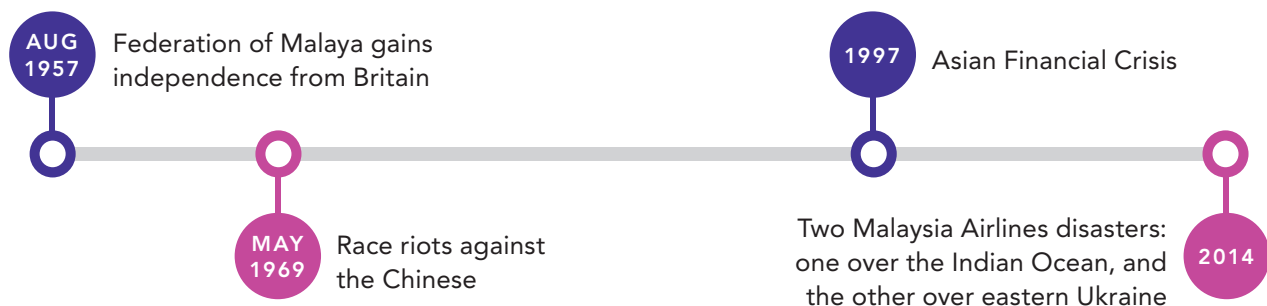 AUG
1957
Federation of Malaya gains
independence from Britain
1997
Asian Financial Crisis
MAY
1969
Race riots against
the Chinese
Two Malaysia Airlines disasters:
one over the Indian Ocean, and
the other over eastern Ukraine
2014